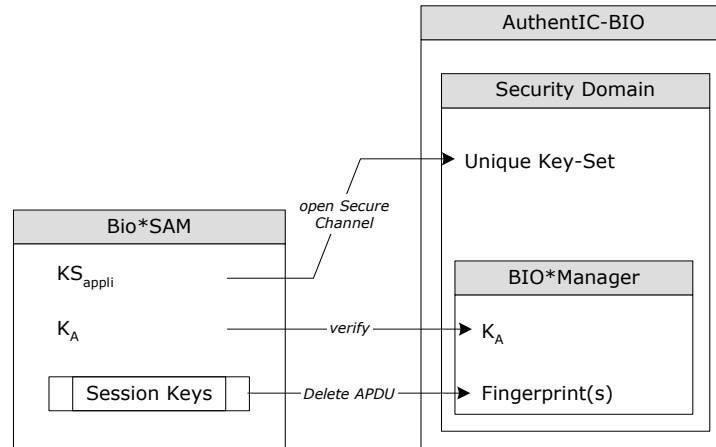 AuthentIC-BIO
Security Domain
Unique Key-Set
open Secure
Channel
Bio*SAM
KSappli
BIO*Manager
KA
verify
KA
Session Keys
Delete APDU
Fingerprint(s)